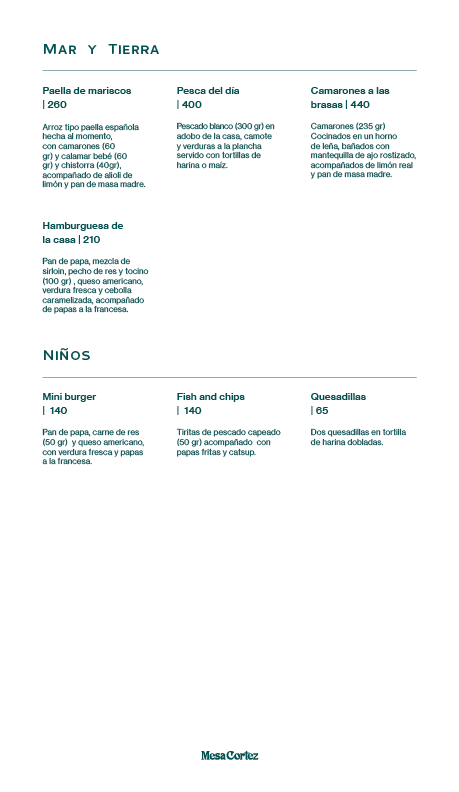 Mar y Tierra
Paella de mariscos
| 260
Arroz tipo paella española
hecha al momento,
con camarones (60
gr) y calamar bebé (60
gr) y chistorra (40gr),
acompañado de alioli de
limón y pan de masa madre.
Pesca del día
| 400
Pescado blanco (300 gr) en
adobo de la casa, camote
y verduras a la plancha
servido con tortillas de
harina o maíz.
Camarones a las
brasas | 440
Camarones (235 gr)
Cocinados en un horno
de leña, bañados con
mantequilla de ajo rostizado,
acompañados de limón real
y pan de masa madre.
Hamburguesa de
la casa | 210
Pan de papa, mezcla de
sirloin, pecho de res y tocino
(100 gr) , queso americano,
verdura fresca y cebolla
caramelizada, acompañado
de papas a la francesa.
Niños
Mini burger
| 140
Pan de papa, carne de res
(50 gr) y queso americano,
con verdura fresca y papas
a la francesa.
Fish and chips
| 140
Tiritas de pescado capeado
(50 gr) acompañado con
papas fritas y catsup.
Quesadillas
| 65
Dos quesadillas en tortilla
de harina dobladas.
MesaCortez